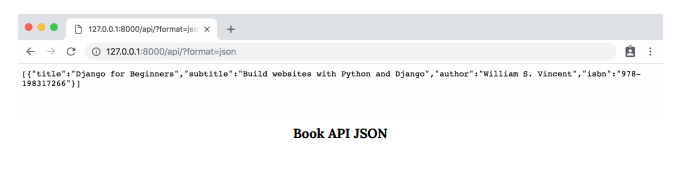 127.0.0.1:8000/api/?format=jso
127.0.0.1:8000/api/?format=json
[{"title":"Django for Beginners","subtitle":"Build websites with Python and Django","author":"William S. Vincent","isbn":"978-
198317266"}]
Book API JSON